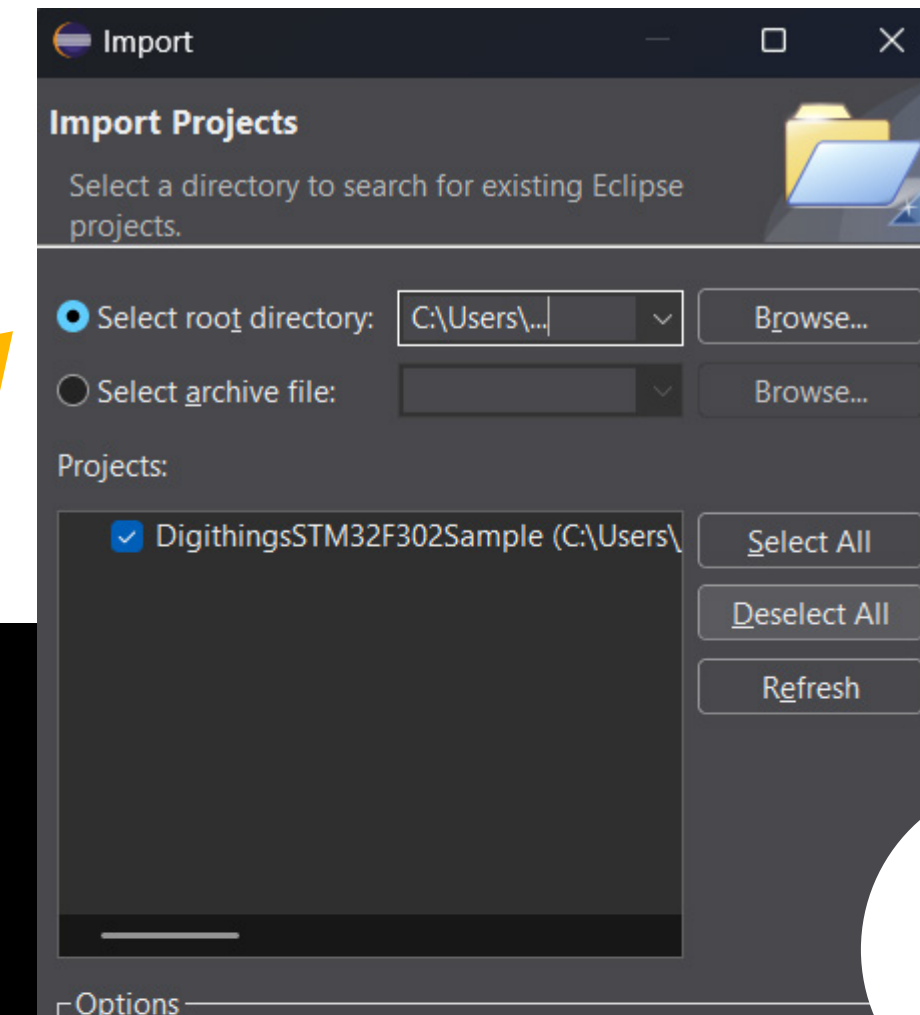 Import
Import Projects
Select a directory to search for existing Eclipse
projects.
Select root directory: C:\Users\... Browse...
Select archive file: Browse...
Projects:
DigithingsSTM32F302Sample (C:\Users\
Select All
Deselect All
Refresh
Options